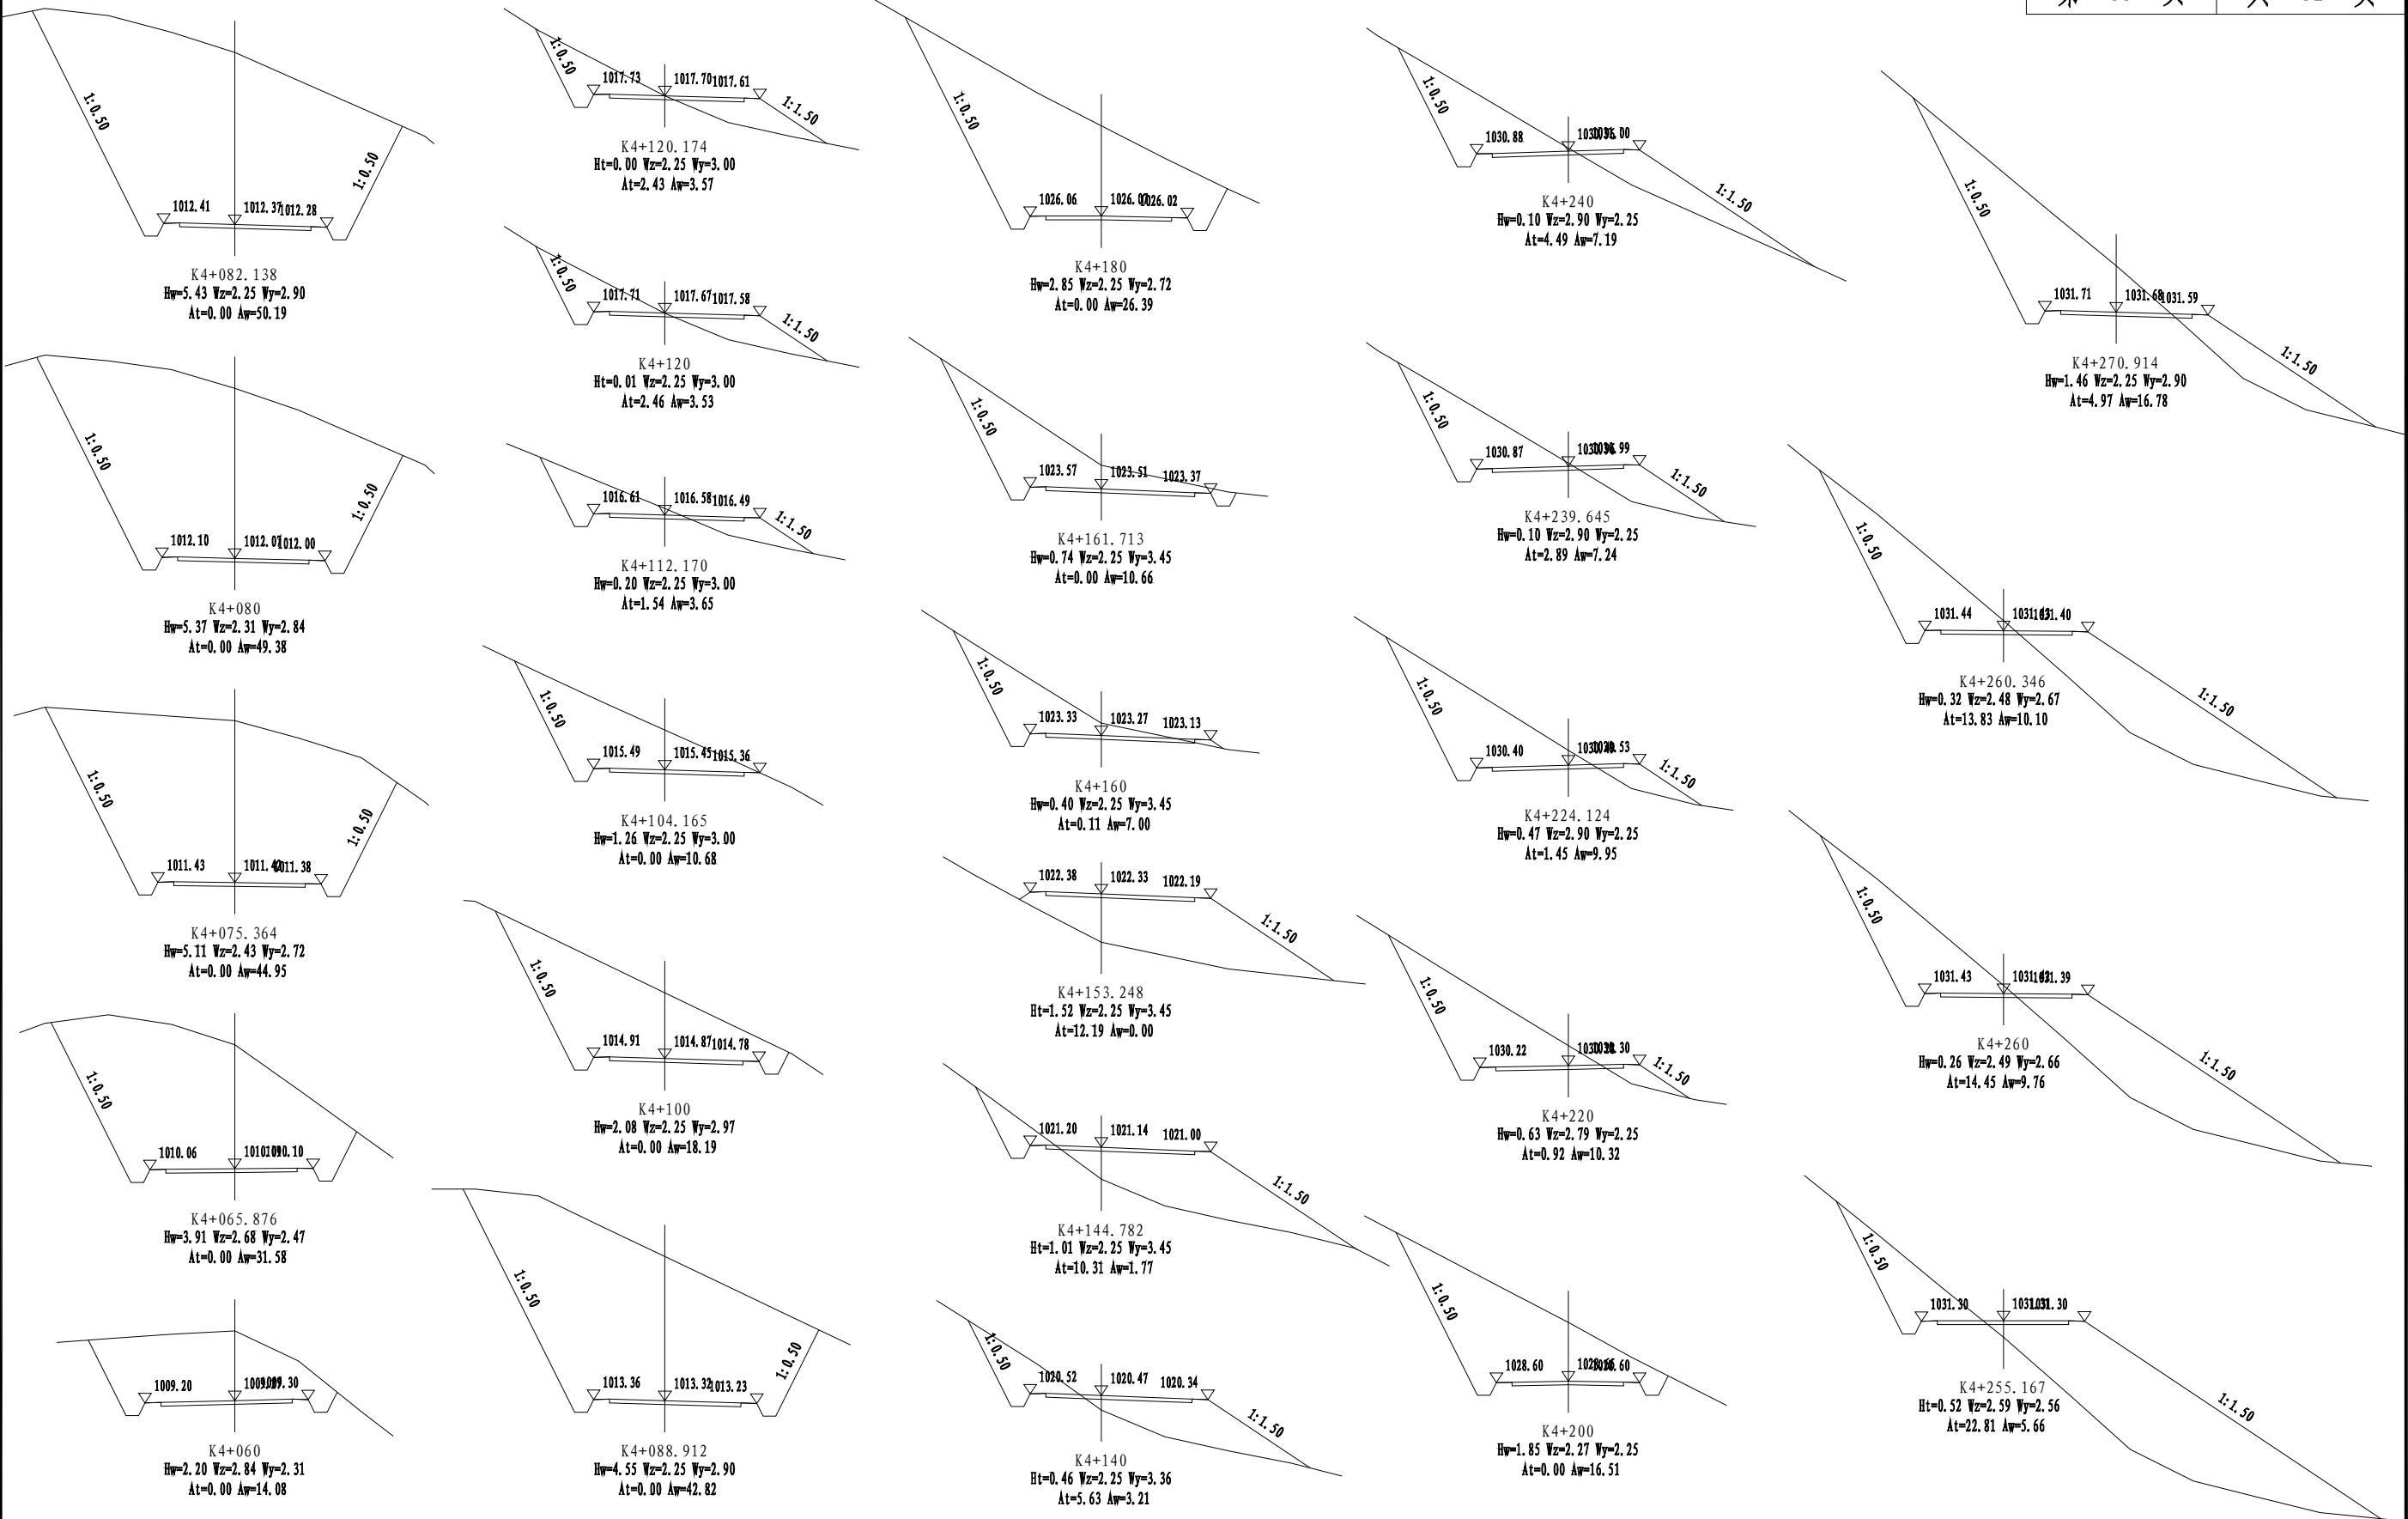 1:0.50
1:0.50
1012.41 1012.37 1012.28
K4+082.138
Hw=5.43 Wz=2.25 Wy=2.90
At=0.00 Aw=50.19
1:0.50
1:0.50
1012.10 1012.07 1012.00
K4+080
Hw=5.37 Wz=2.31 Wy=2.84
At=0.00 Aw=49.38
1:0.50
1:0.50
1011.43 1011.42 1011.38
K4+075.364
Hw=5.11 Wz=2.43 Wy=2.72
At=0.00 Aw=44.95
1:0.50
1010.06 1010.10
K4+065.876
Hw=3.91 Wz=2.68 Wy=2.47
At=0.00 Aw=31.58
1009.20 1009.30
K4+060
Hw=2.20 Wz=2.84 Wy=2.31
At=0.00 Aw=14.08
1:0.50
1017.73 1017.70 1017.61
1:1.50
K4+120.174
Ht=0.00 Wz=2.25 Wy=3.00
At=2.43 Aw=3.57
1:0.50
1017.71 1017.67 1017.58
1:1.50
K4+120
Ht=0.01 Wz=2.25 Wy=3.00
At=2.46 Aw=3.53
1016.61 1016.58 1016.49
1:1.50
K4+112.170
Hw=0.20 Wz=2.25 Wy=3.00
At=1.54 Aw=3.65
1:0.50
1015.49 1015.45 1015.36
K4+104.165
Hw=1.26 Wz=2.25 Wy=3.00
At=0.00 Aw=10.68
1:0.50
1014.91 1014.87 1014.78
K4+100
Hw=2.08 Wz=2.25 Wy=2.97
At=0.00 Aw=18.19
1:0.50
1:0.50
1013.36 1013.32 1013.23
K4+088.912
Hw=4.55 Wz=2.25 Wy=2.90
At=0.00 Aw=42.82
1:0.50
1026.06 1026.07 1026.02
K4+180
Hw=2.85 Wz=2.25 Wy=2.72
At=0.00 Aw=26.39
1:0.50
1023.57 1023.51 1023.37
K4+161.713
Hw=0.74 Wz=2.25 Wy=3.45
At=0.00 Aw=10.66
1:0.50
1023.33 1023.27 1023.13
K4+160
Hw=0.40 Wz=2.25 Wy=3.45
At=0.11 Aw=7.00
1022.38 1022.33 1022.19
1:1.50
K4+153.248
Ht=1.52 Wz=2.25 Wy=3.45
At=12.19 Aw=0.00
1021.20 1021.14 1021.00
1:1.50
K4+144.782
Ht=1.01 Wz=2.25 Wy=3.45
At=10.31 Aw=1.77
1:0.50
1020.52 1020.47 1020.34
1:1.50
K4+140
Ht=0.46 Wz=2.25 Wy=3.36
At=5.63 Aw=3.21
1:0.50
1030.88 1031.00
1:1.50
K4+240
Hw=0.10 Wz=2.90 Wy=2.25
At=4.49 Aw=7.19
1:0.50
1030.87 1030.99
1:1.50
K4+239.645
Hw=0.10 Wz=2.90 Wy=2.25
At=2.89 Aw=7.24
1:0.50
1030.40 1030.53
1:1.50
K4+224.124
Hw=0.47 Wz=2.90 Wy=2.25
At=1.45 Aw=9.95
1:0.50
1030.22 1030.30
1:1.50
K4+220
Hw=0.63 Wz=2.79 Wy=2.25
At=0.92 Aw=10.32
1:0.50
1028.60 1028.60
K4+200
Hw=1.85 Wz=2.27 Wy=2.25
At=0.00 Aw=16.51
1:0.50
1031.71 1031.68 1031.59
1:1.50
K4+270.914
Hw=1.46 Wz=2.25 Wy=2.90
At=4.97 Aw=16.78
1:0.50
1031.44 1031.43 1031.40
1:1.50
K4+260.346
Hw=0.32 Wz=2.48 Wy=2.67
At=13.83 Aw=10.10
1:0.50
1031.43 1031.39
1:1.50
K4+260
Hw=0.26 Wz=2.49 Wy=2.66
At=14.45 Aw=9.76
1:0.50
1031.30 1031.30
1:1.50
K4+255.167
Ht=0.52 Wz=2.59 Wy=2.56
At=22.81 Aw=5.66